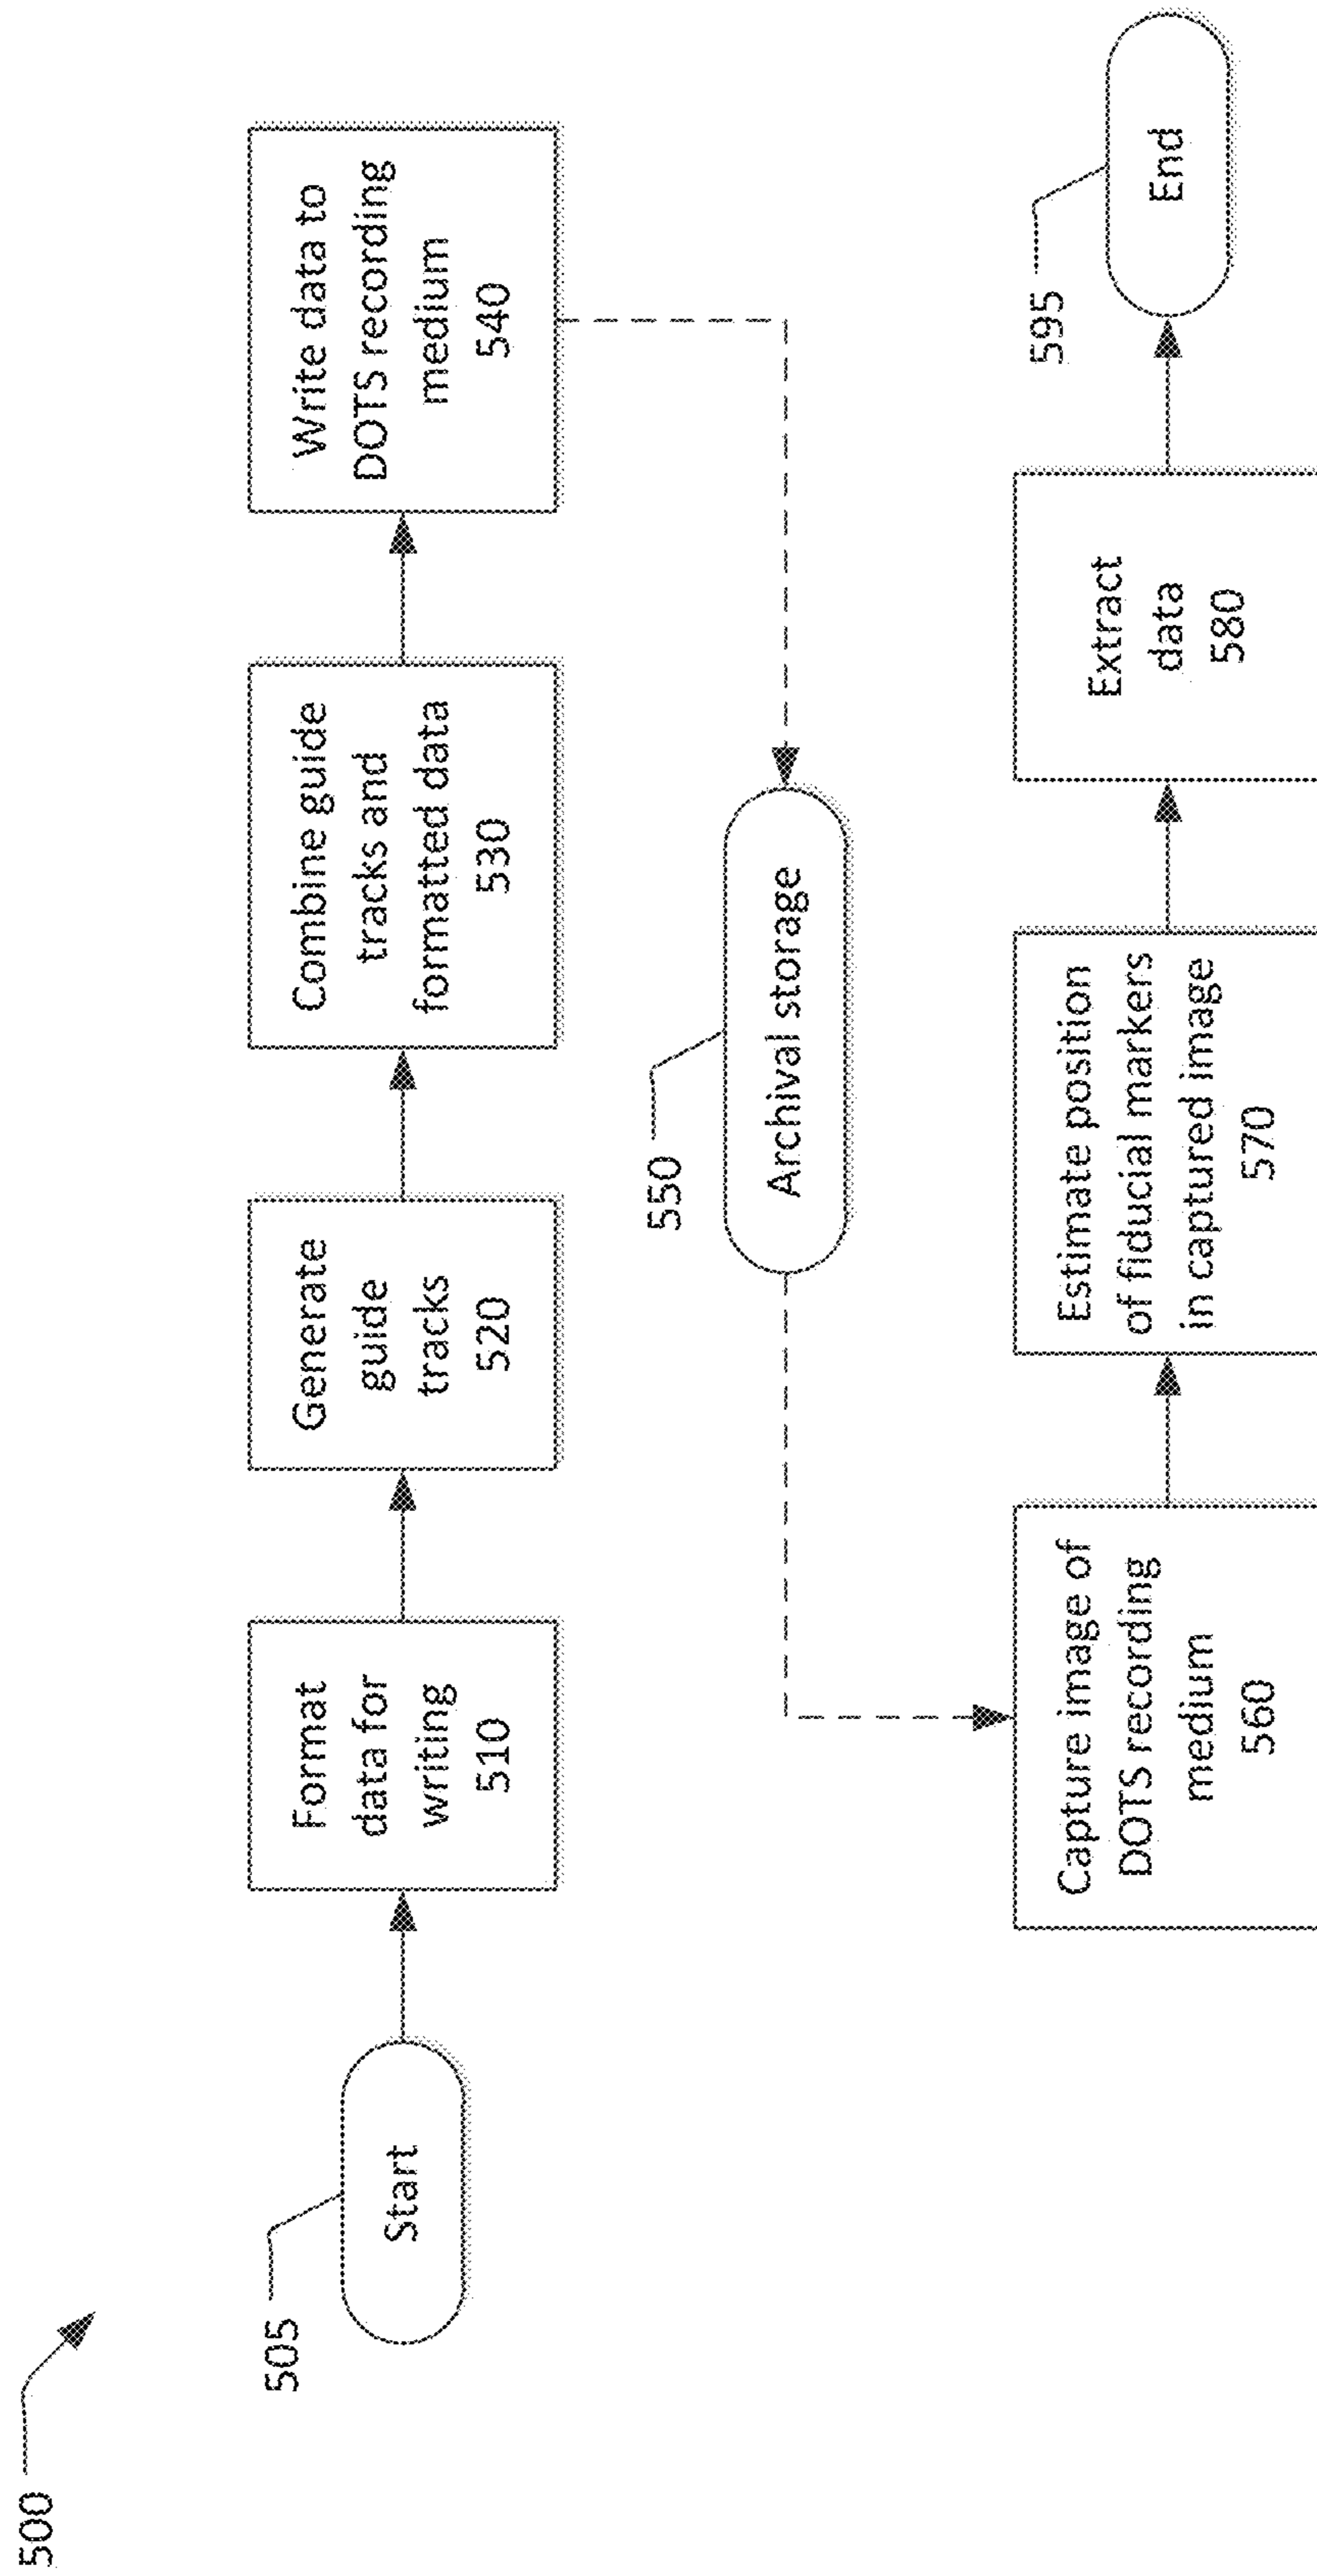 500
505
Start
Format
data for
writing
510
Generate
guide
tracks
520
Combine guide
tracks and
formatted data
530
Write data to
DOTS recording
medium
540
550
Archival storage
Capture image of
DOTS recording
medium
560
Estimate position
of fiducial markers
in captured image
570
Extract
data
580
595
End